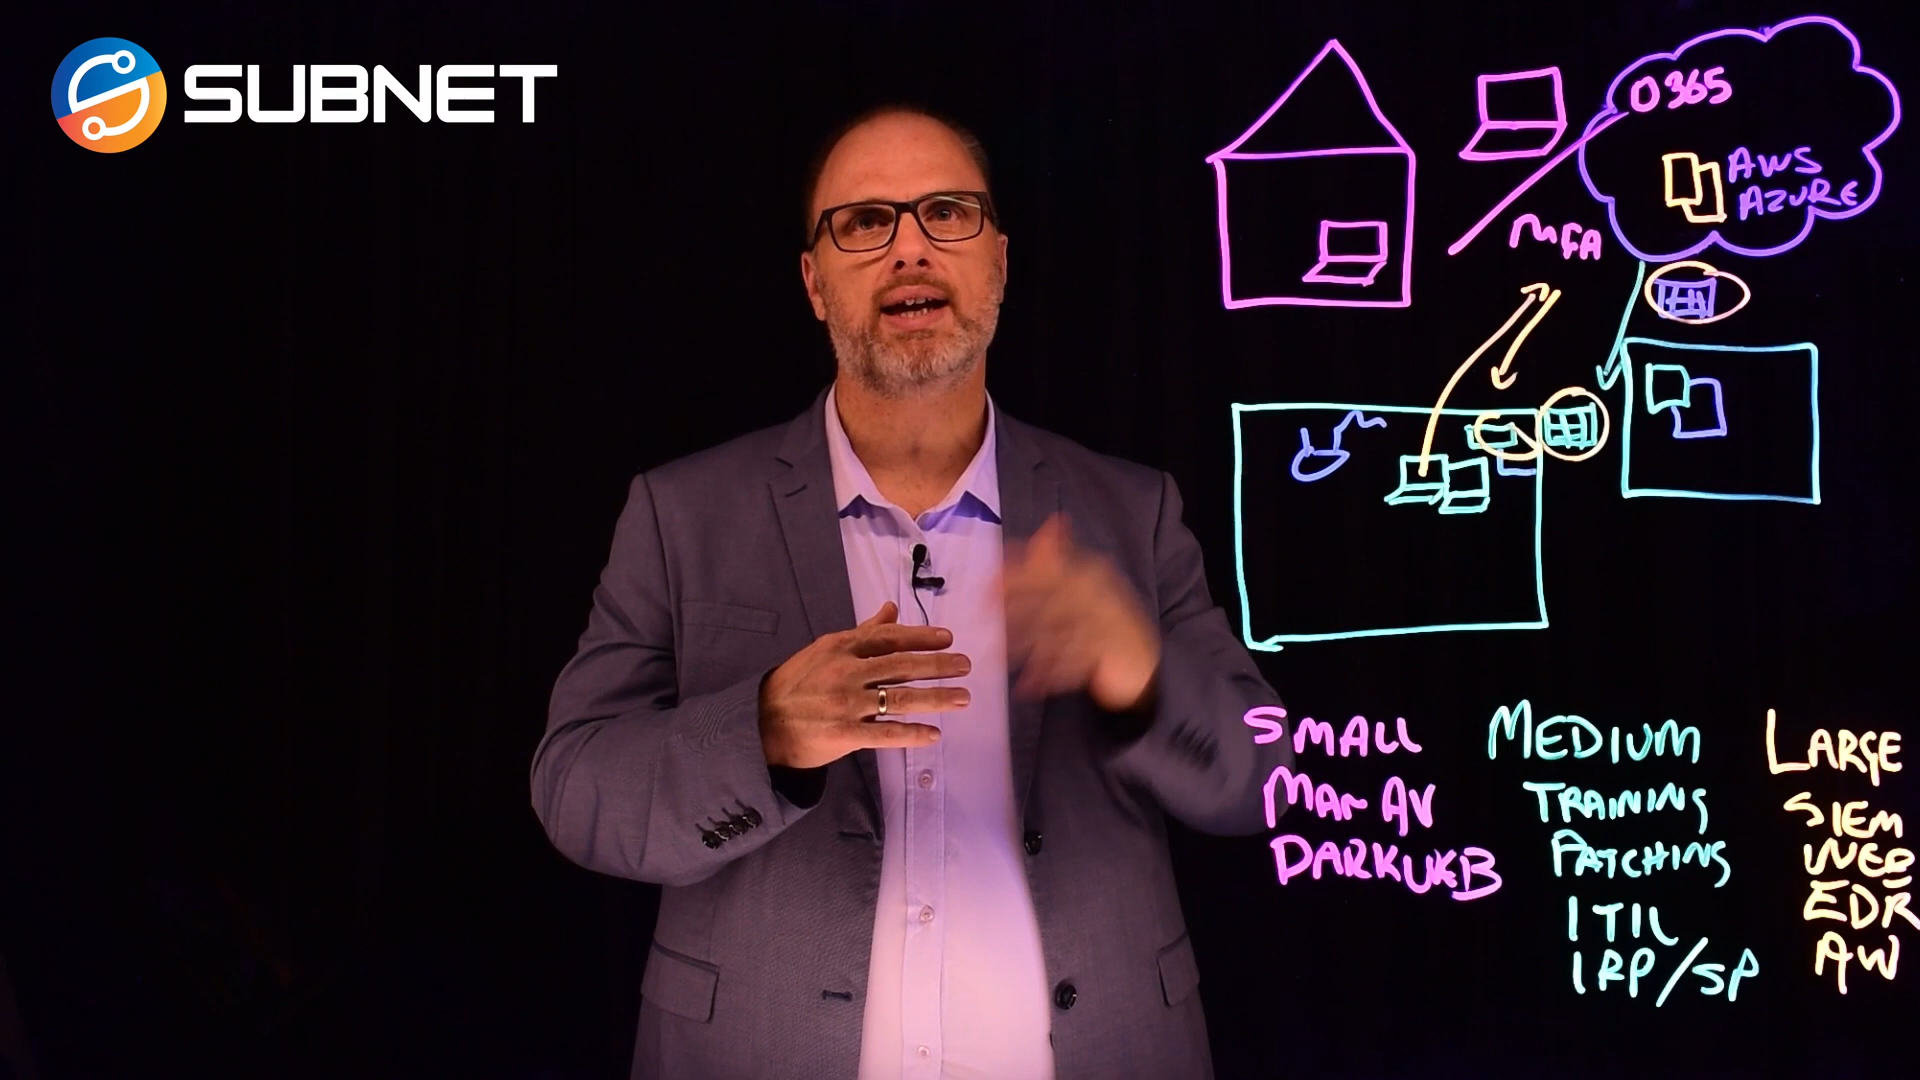 SUBNET
O365
AWS
AZURE
MFA
SMALL
MAN AV
DARKWEB
MEDIUM
TRAINING
PATCHING
ITIL
IRP/SP
LARGE
SIEM
WEB
EDR
AW